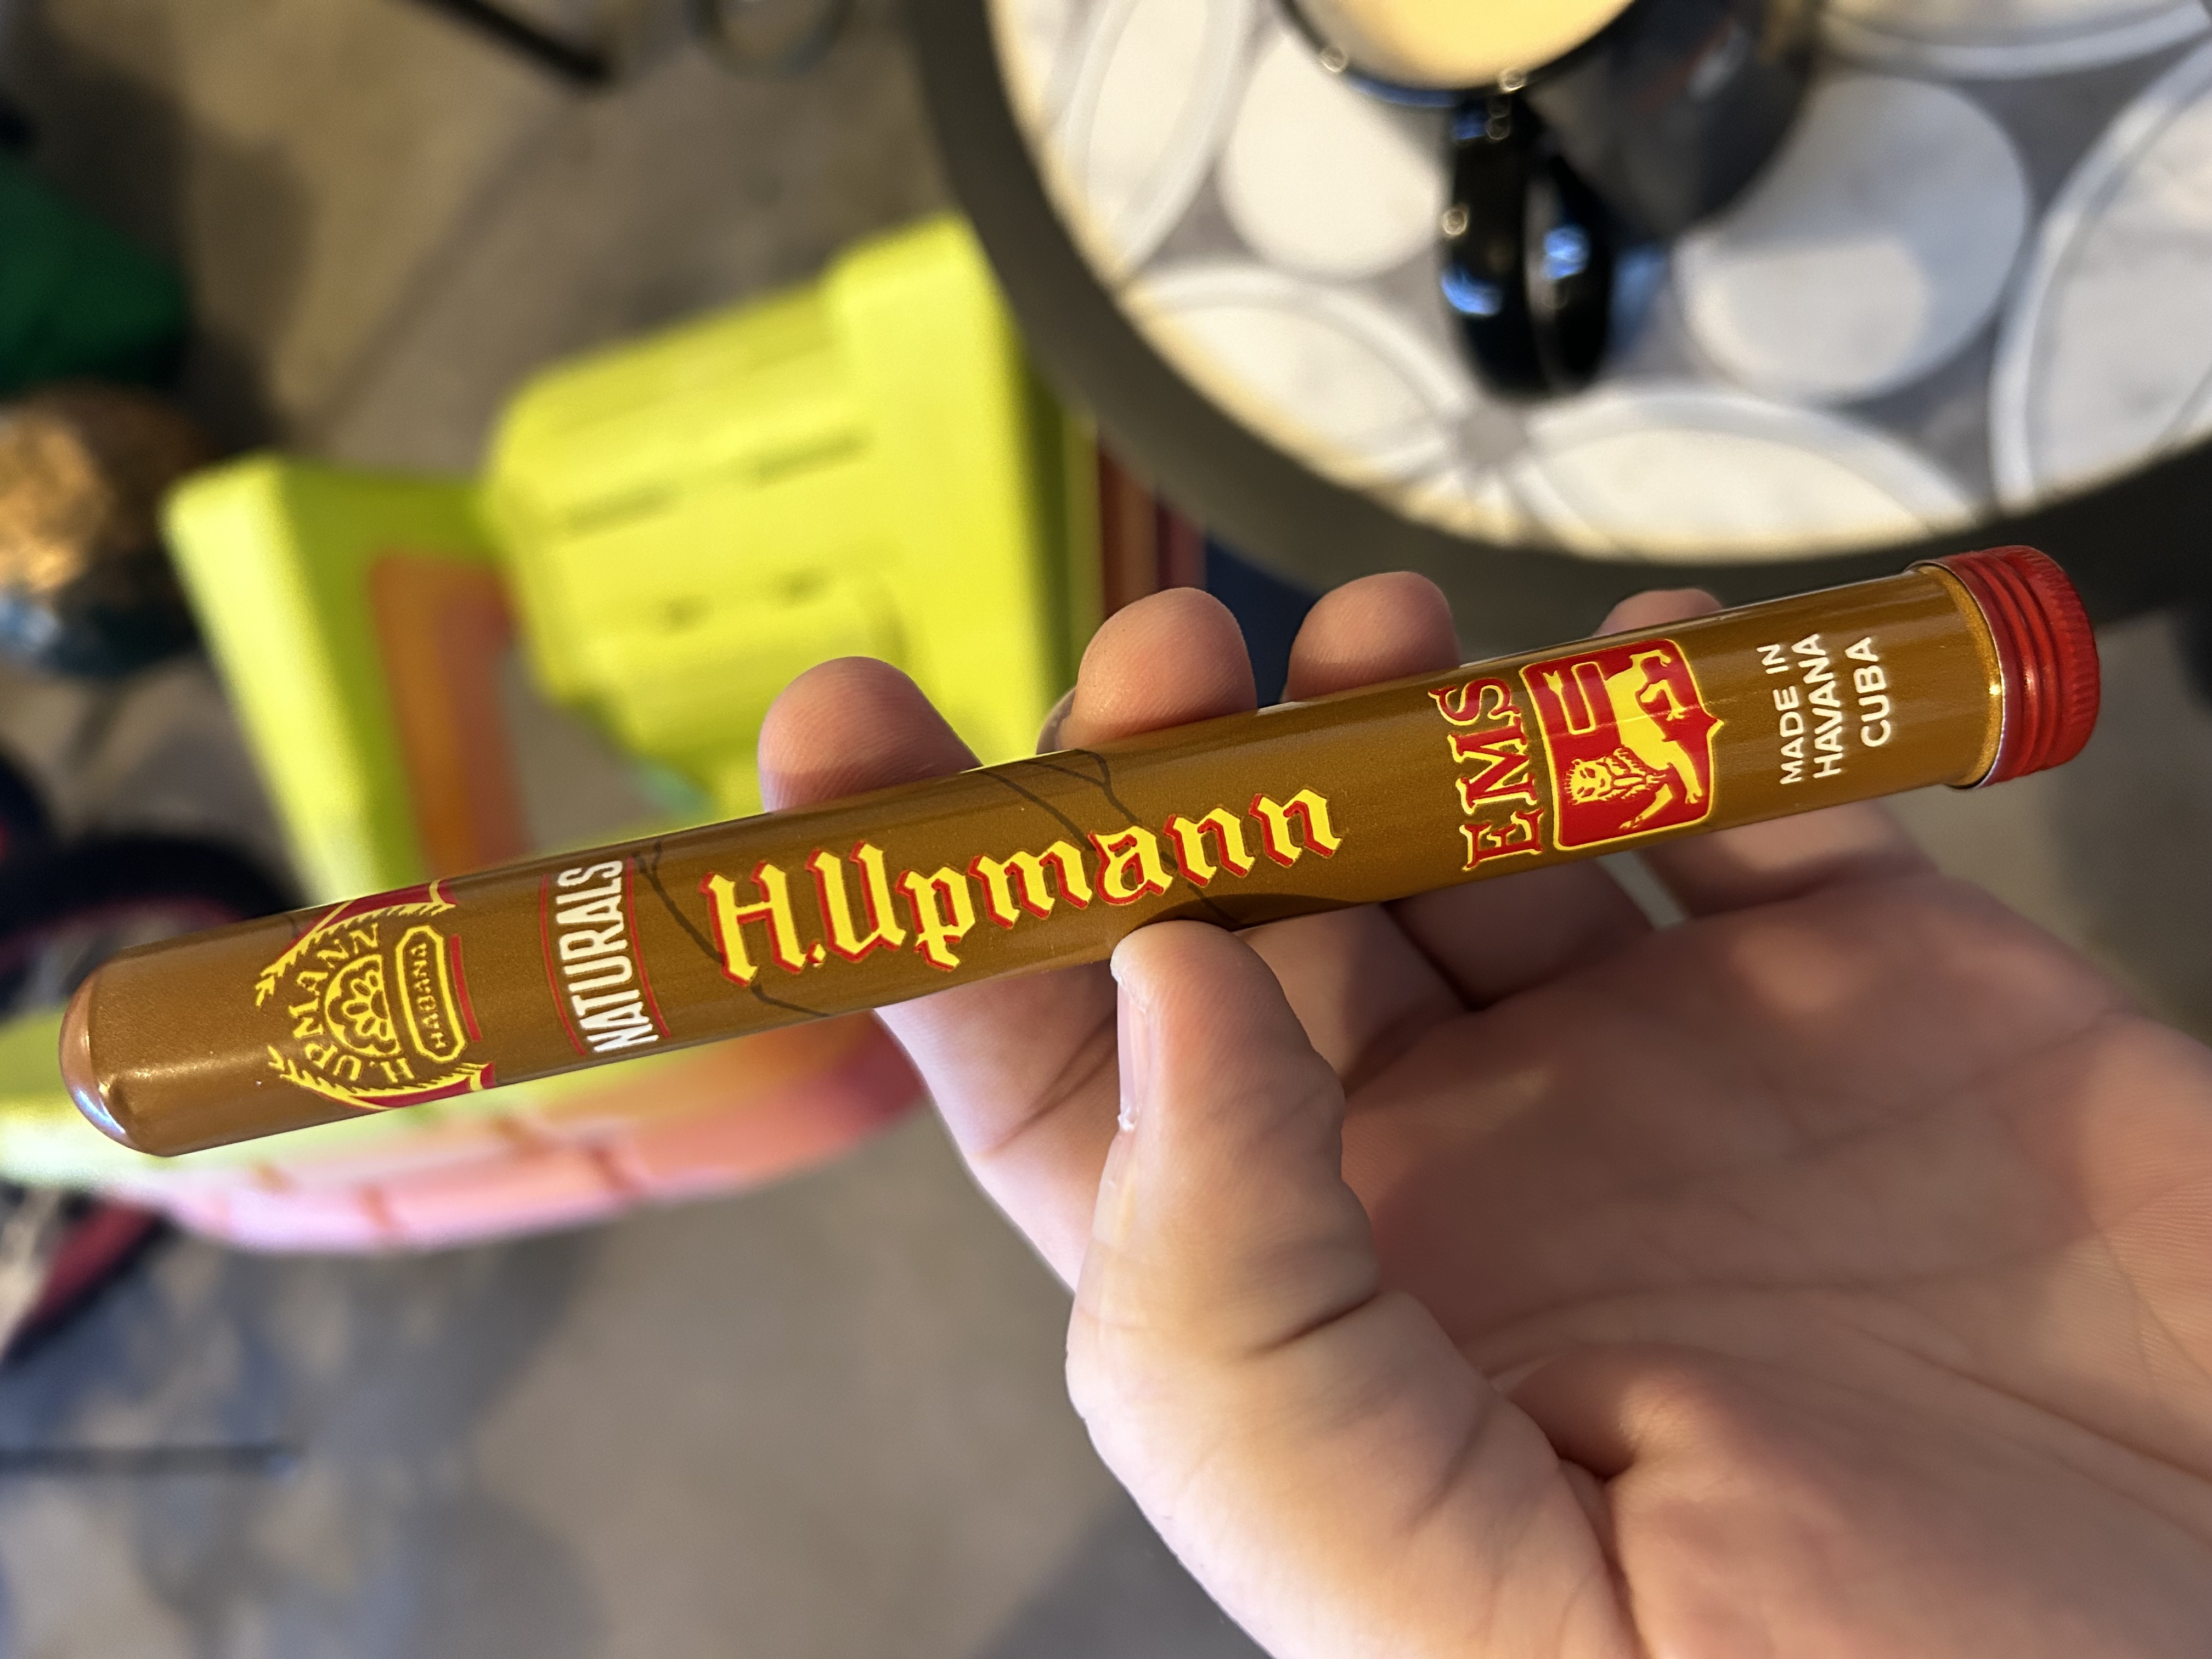 H. UPMANN
HABANA
NATURALS
H.Upmann
EMS
MADE IN
HAVANA
CUBA